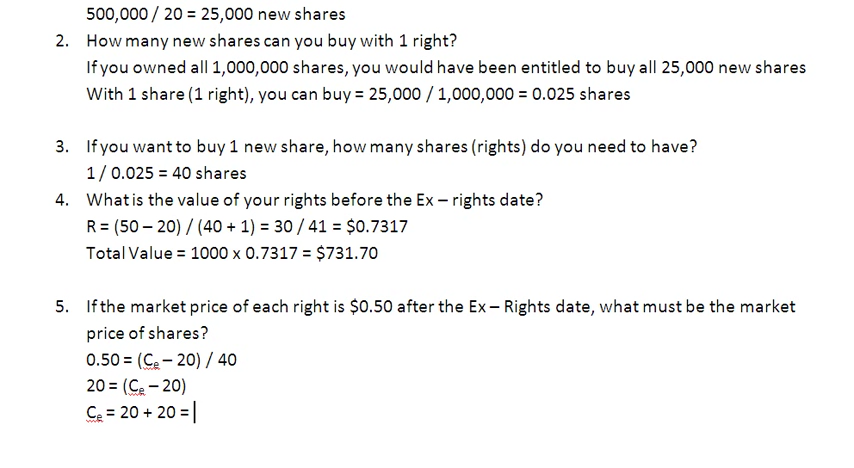 500,000 / 20 = 25,000 new shares
2. How many new shares can you buy with 1 right?
If you owned all 1,000,000 shares, you would have been entitled to buy all 25,000 new shares
With 1 share (1 right), you can buy = 25,000 / 1,000,000 = 0.025 shares
3. If you want to buy 1 new share, how many shares (rights) do you need to have?
1 / 0.025 = 40 shares
4. What is the value of your rights before the Ex – rights date?
R = (50 – 20) / (40 + 1) = 30 / 41 = $0.7317
Total Value = 1000 x 0.7317 = $731.70
5. If the market price of each right is $0.50 after the Ex – Rights date, what must be the market
price of shares?
0.50 = (Ce – 20) / 40
20 = (Ce – 20)
Ce = 20 + 20 =